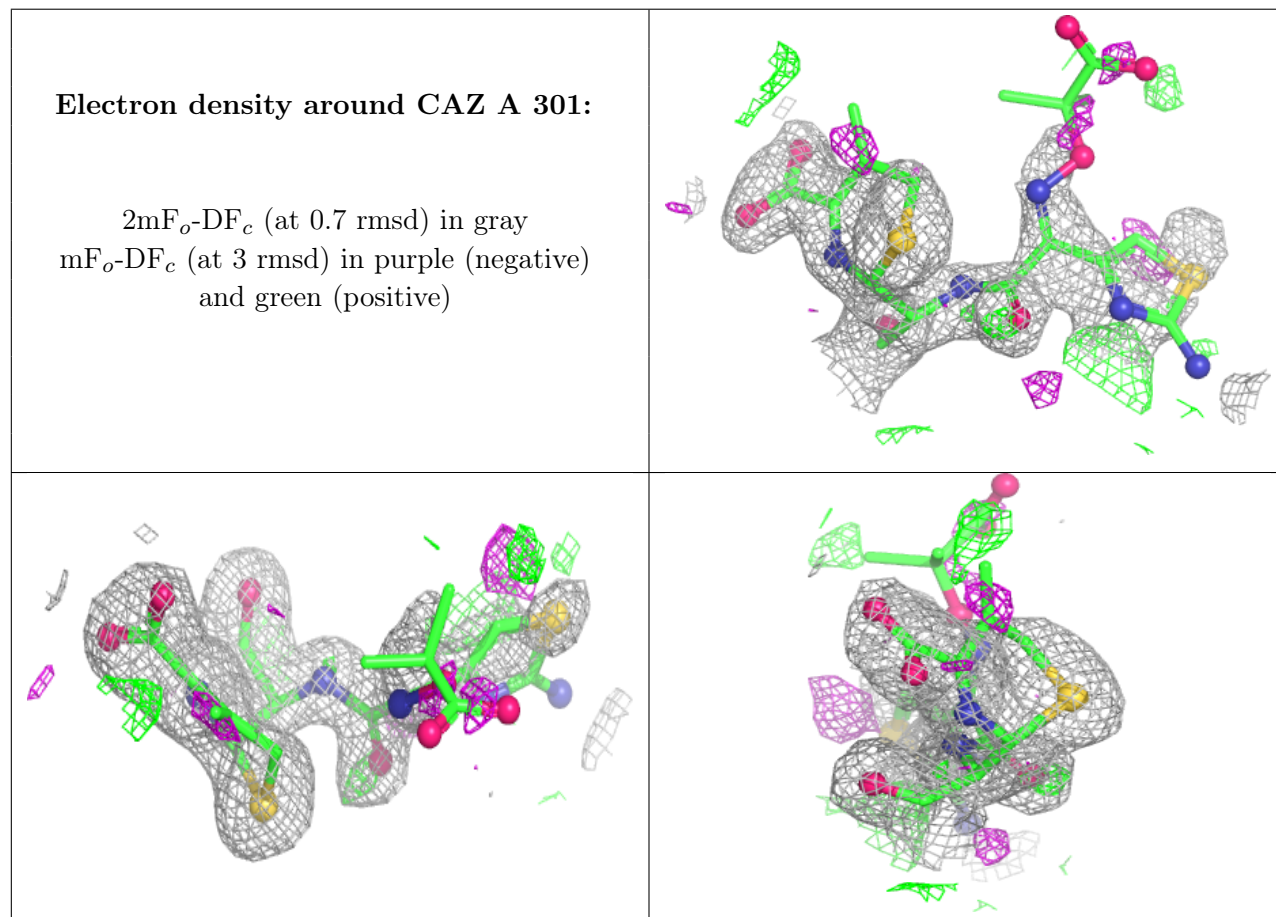 Electron density around CAZ A 301:
2mFo-DFc (at 0.7 rmsd) in gray
mFo-DFc (at 3 rmsd) in purple (negative)
and green (positive)